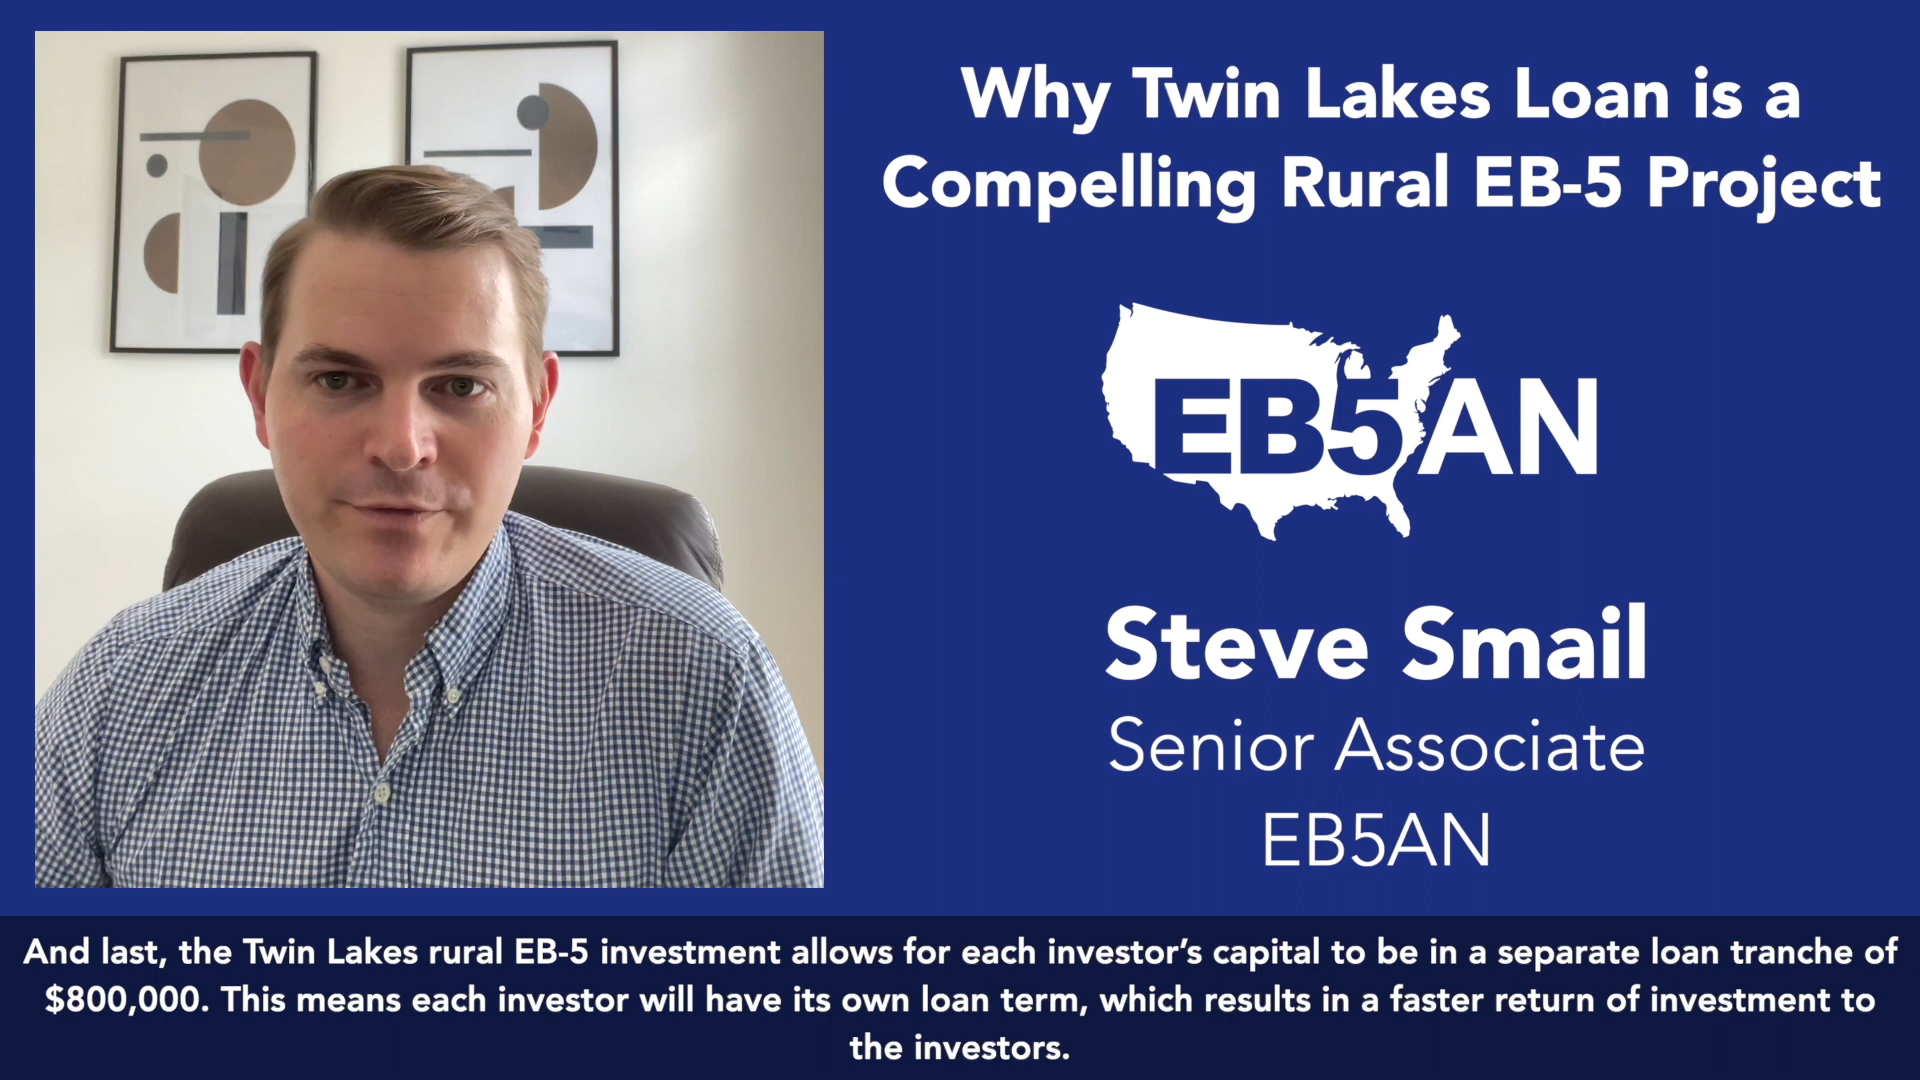 Why Twin Lakes Loan is a
Compelling Rural EB-5 Project
EB5AN
Steve Smail
Senior Associate
EB5AN
And last, the Twin Lakes rural EB-5 investment allows for each investor’s capital to be in a separate loan tranche of
$800,000. This means each investor will have its own loan term, which results in a faster return of investment to
the investors.